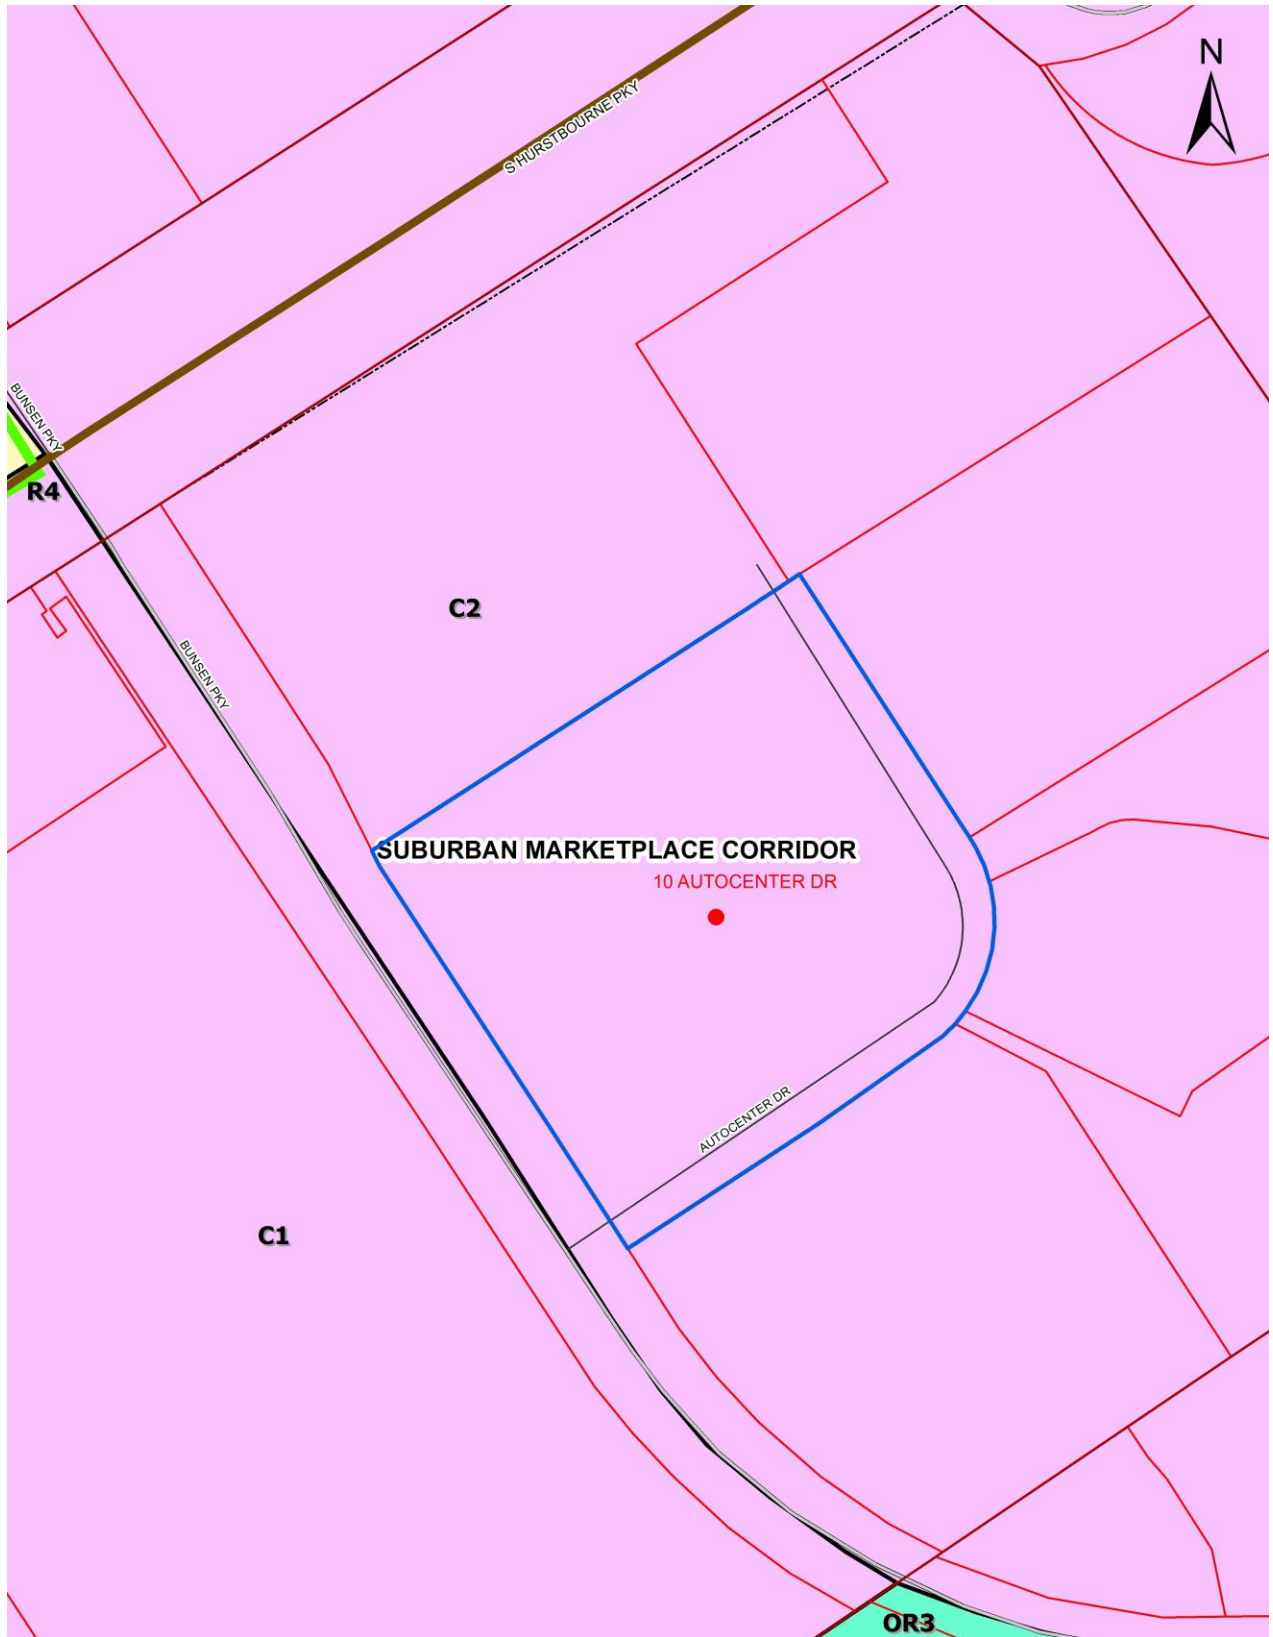 N
S HURSTBOURNE PKY
BUNSEN PKY
R4
C2
BUNSEN PKY
SUBURBAN MARKETPLACE CORRIDOR
10 AUTOCENTER DR
AUTOCENTER DR
C1
OR3